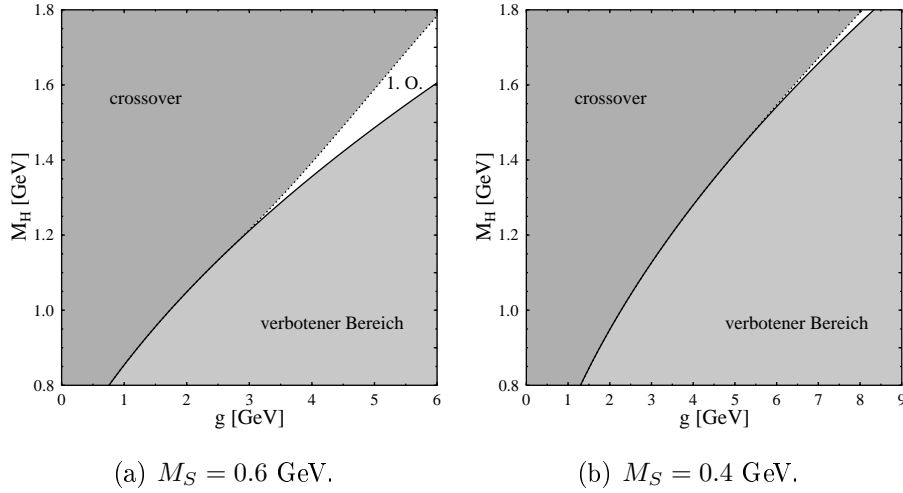 1.8
1.6
1.4
1.2
1.0
0.8
M_H [GeV]
crossover
1. O.
verbotener Bereich
0 1 2 3 4 5 6
g [GeV]
(a) M_S = 0.6 GeV.
1.8
1.6
1.4
1.2
1.0
0.8
M_H [GeV]
crossover
verbotener Bereich
0 1 2 3 4 5 6 7 8 9
g [GeV]
(b) M_S = 0.4 GeV.